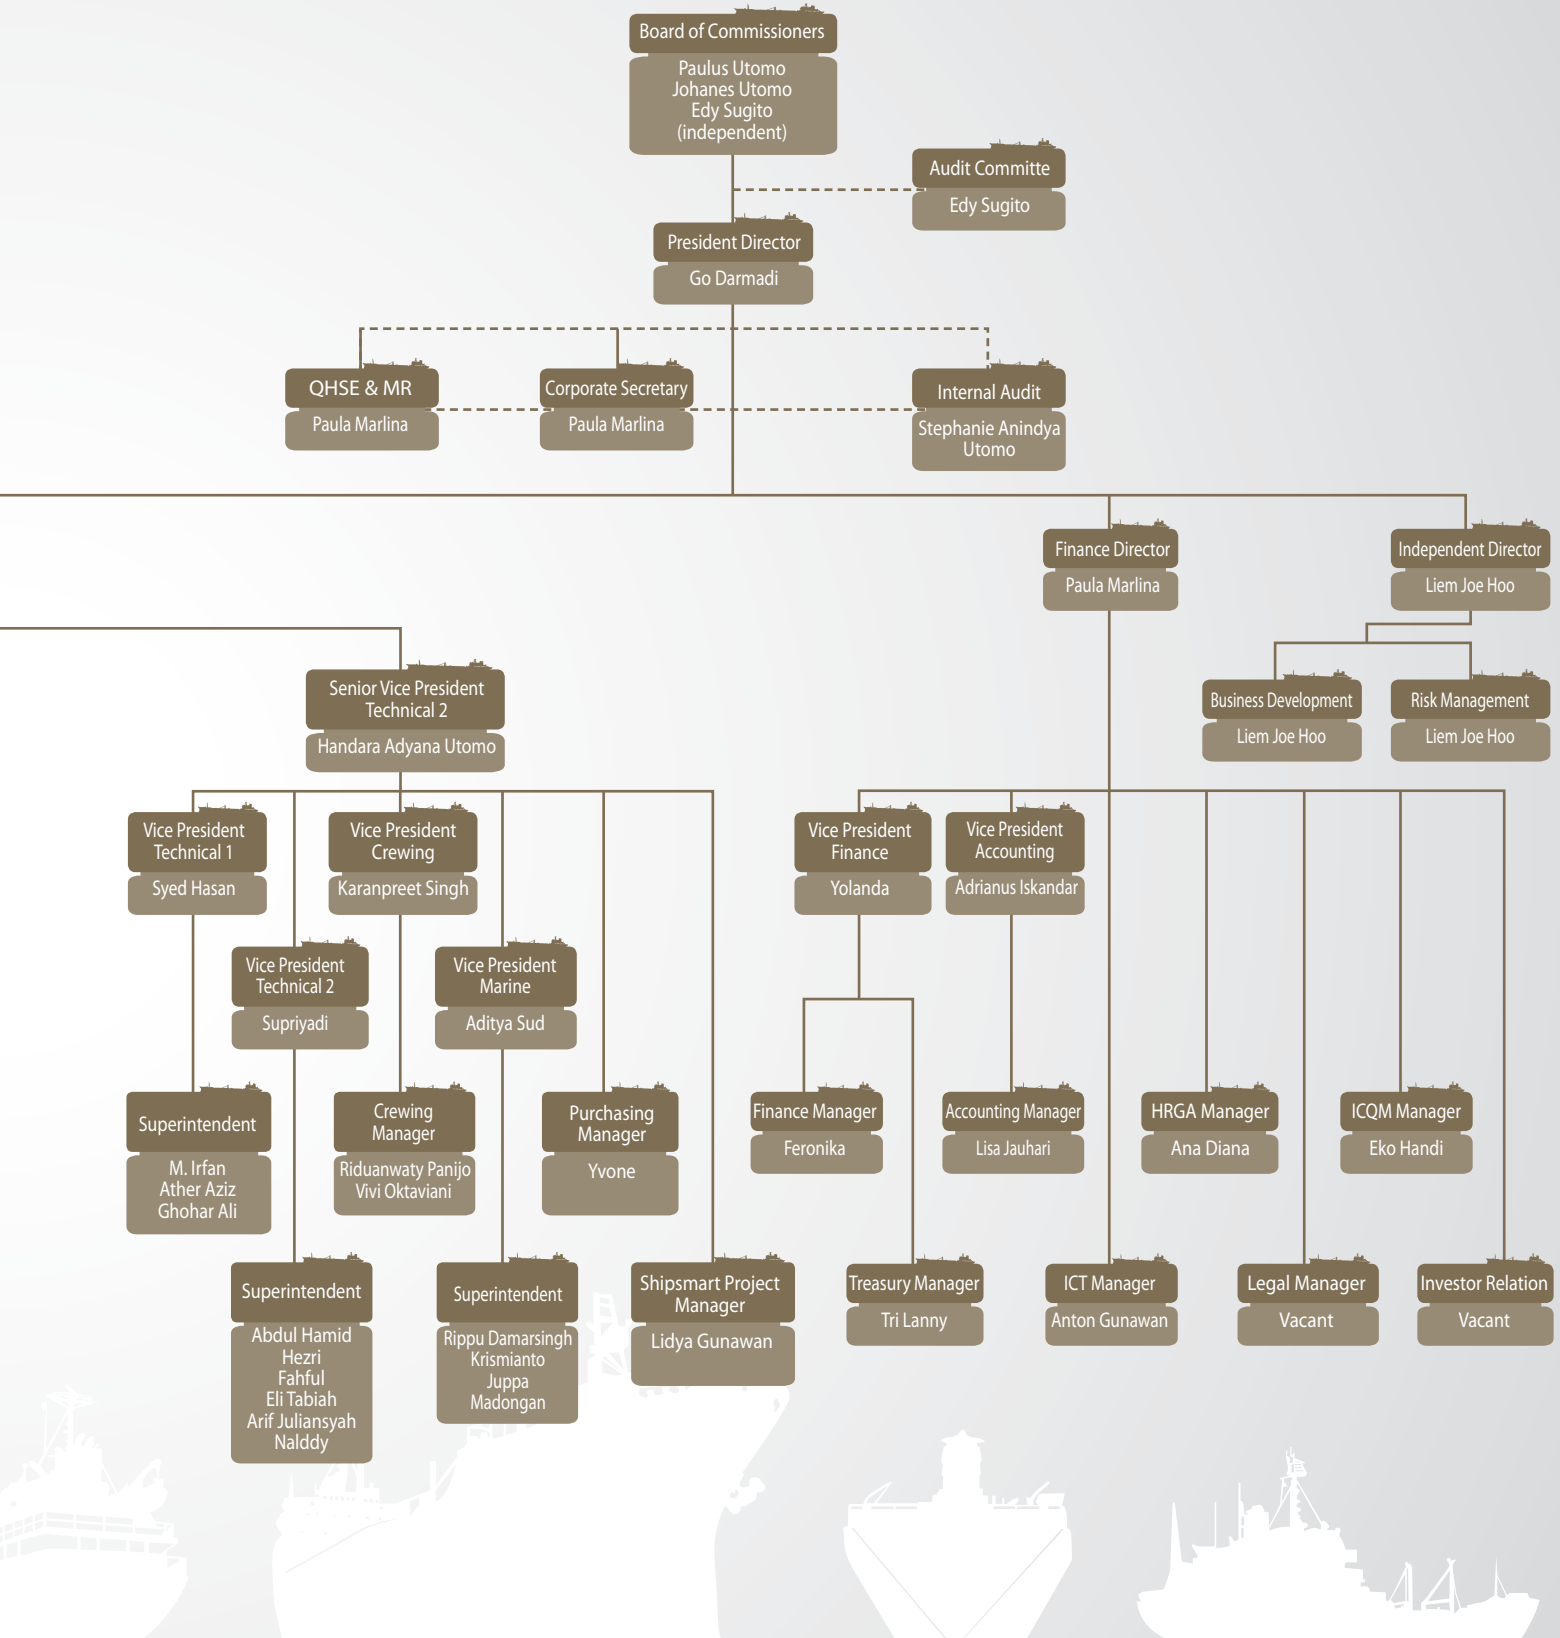 Board of Commissioners
Paulus Utomo
Johanes Utomo
Edy Sugito
(independent)
Audit Committe
Edy Sugito
President Director
Go Darmadi
QHSE & MR
Paula Marlina
Corporate Secretary
Paula Marlina
Internal Audit
Stephanie Anindya
Utomo
Finance Director
Paula Marlina
Independent Director
Liem Joe Hoo
Senior Vice President
Technical 2
Handara Adyana Utomo
Business Development
Liem Joe Hoo
Risk Management
Liem Joe Hoo
Vice President
Technical 1
Syed Hasan
Vice President
Crewing
Karanpreet Singh
Vice President
Finance
Yolanda
Vice President
Accounting
Adrianus Iskandar
Vice President
Technical 2
Supriyadi
Vice President
Marine
Aditya Sud
Superintendent
M. Irfan
Ather Aziz
Ghohar Ali
Crewing
Manager
Riduanwaty Panijo
Vivi Oktaviani
Purchasing
Manager
Yvone
Finance Manager
Feronika
Accounting Manager
Lisa Jauhari
HRGA Manager
Ana Diana
ICQM Manager
Eko Handi
Superintendent
Abdul Hamid
Hezri
Fahful
Eli Tabiah
Arif Juliansyah
Nalddy
Superintendent
Rippu Damarsingh
Krismianto
Juppa
Madongan
Shipsmart Project
Manager
Lidya Gunawan
Treasury Manager
Tri Lanny
ICT Manager
Anton Gunawan
Legal Manager
Vacant
Investor Relation
Vacant